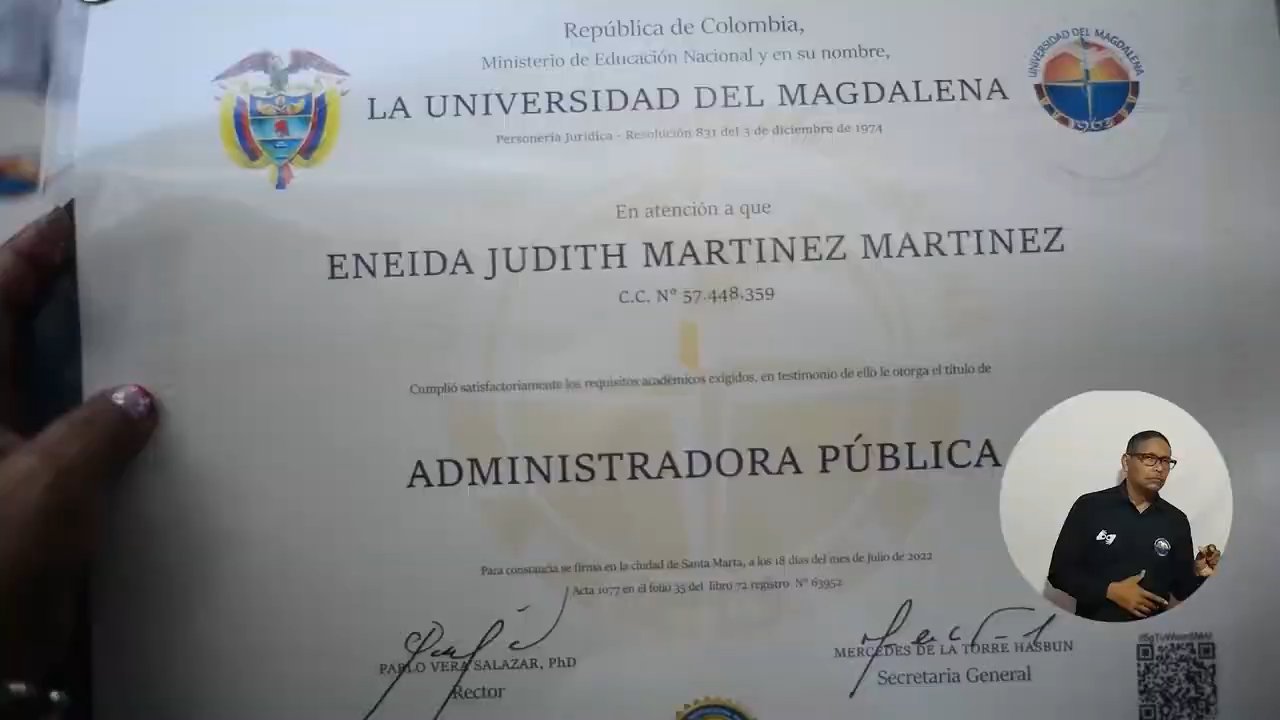 República de Colombia,
Ministerio de Educación Nacional y en su nombre,
LA UNIVERSIDAD DEL MAGDALENA
Personería Jurídica - Resolución 831 del 3 de diciembre de 1974
UNIVERSIDAD DEL MAGDALENA
1962
En atención a que
ENEIDA JUDITH MARTINEZ MARTINEZ
C.C. Nº 57.448.359
Cumplió satisfactoriamente los requisitos académicos exigidos, en testimonio de ello le otorga el título de
ADMINISTRADORA PÚBLICA
Para constancia se firma en la ciudad de Santa Marta, a los 18 días del mes de Julio de 2022
Acta 1077 en el folio 35 del libro 72 registro Nº 63952
PABLO VERA SALAZAR, PhD
Rector
MERCEDES DE LA TORRE HASBUN
Secretaria General